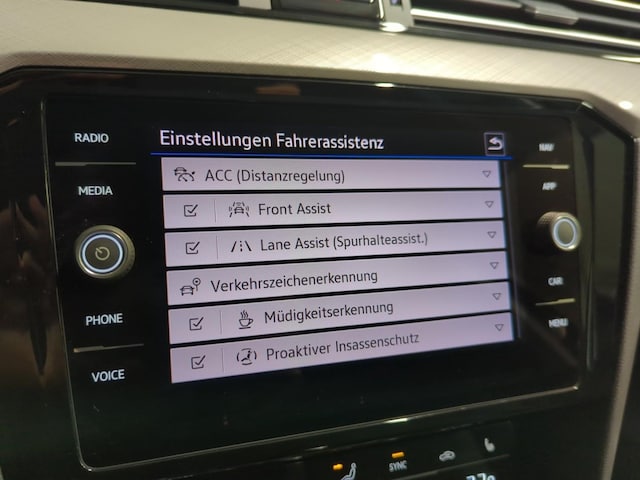 RADIO
MEDIA
PHONE
VOICE
Einstellungen Fahrerassistenz
ACC (Distanzregelung)
Front Assist
Lane Assist (Spurhalteassist.)
Verkehrszeichenerkennung
Müdigkeitserkennung
Proaktiver Insassenschutz
NAV
APP
CAR
MENU
SYNC